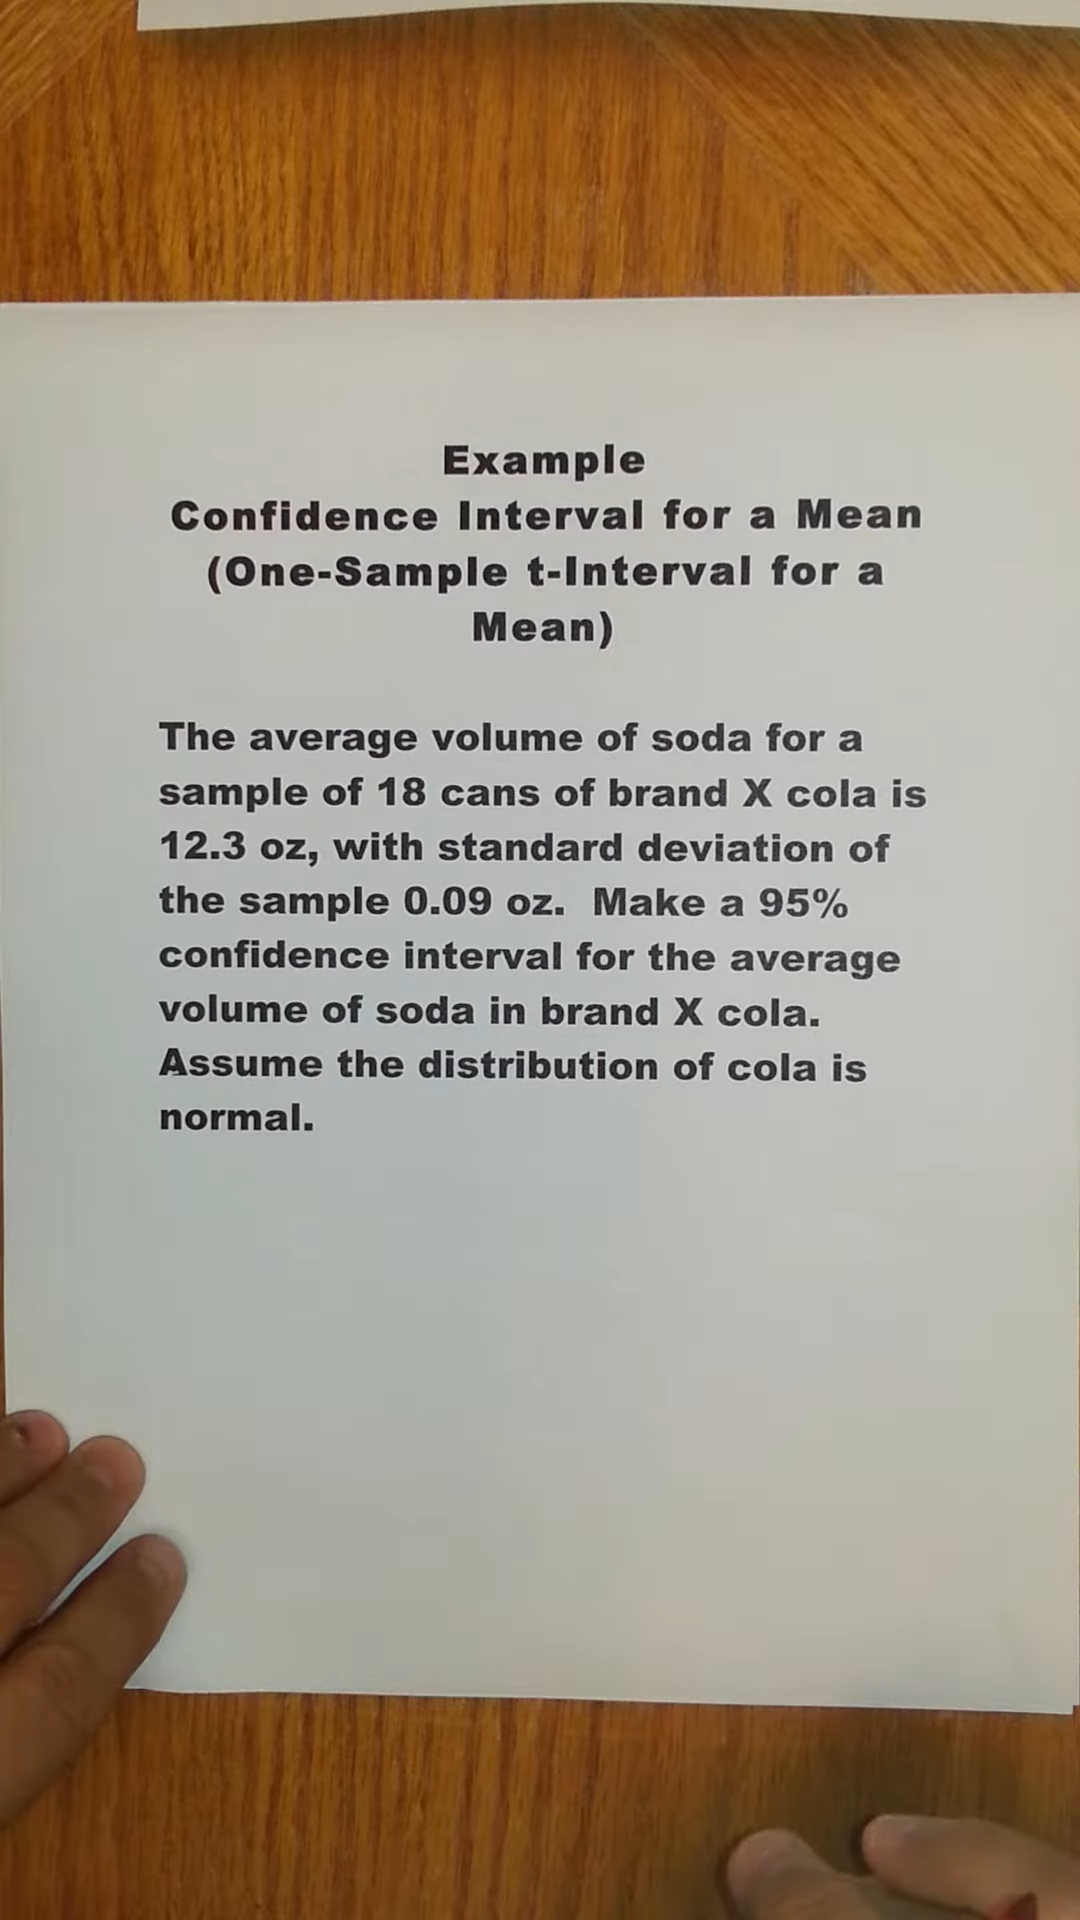 Example
Confidence Interval for a Mean
(One-Sample t-Interval for a
Mean)
The average volume of soda for a
sample of 18 cans of brand X cola is
12.3 oz, with standard deviation of
the sample 0.09 oz.  Make a 95%
confidence interval for the average
volume of soda in brand X cola.
Assume the distribution of cola is
normal.